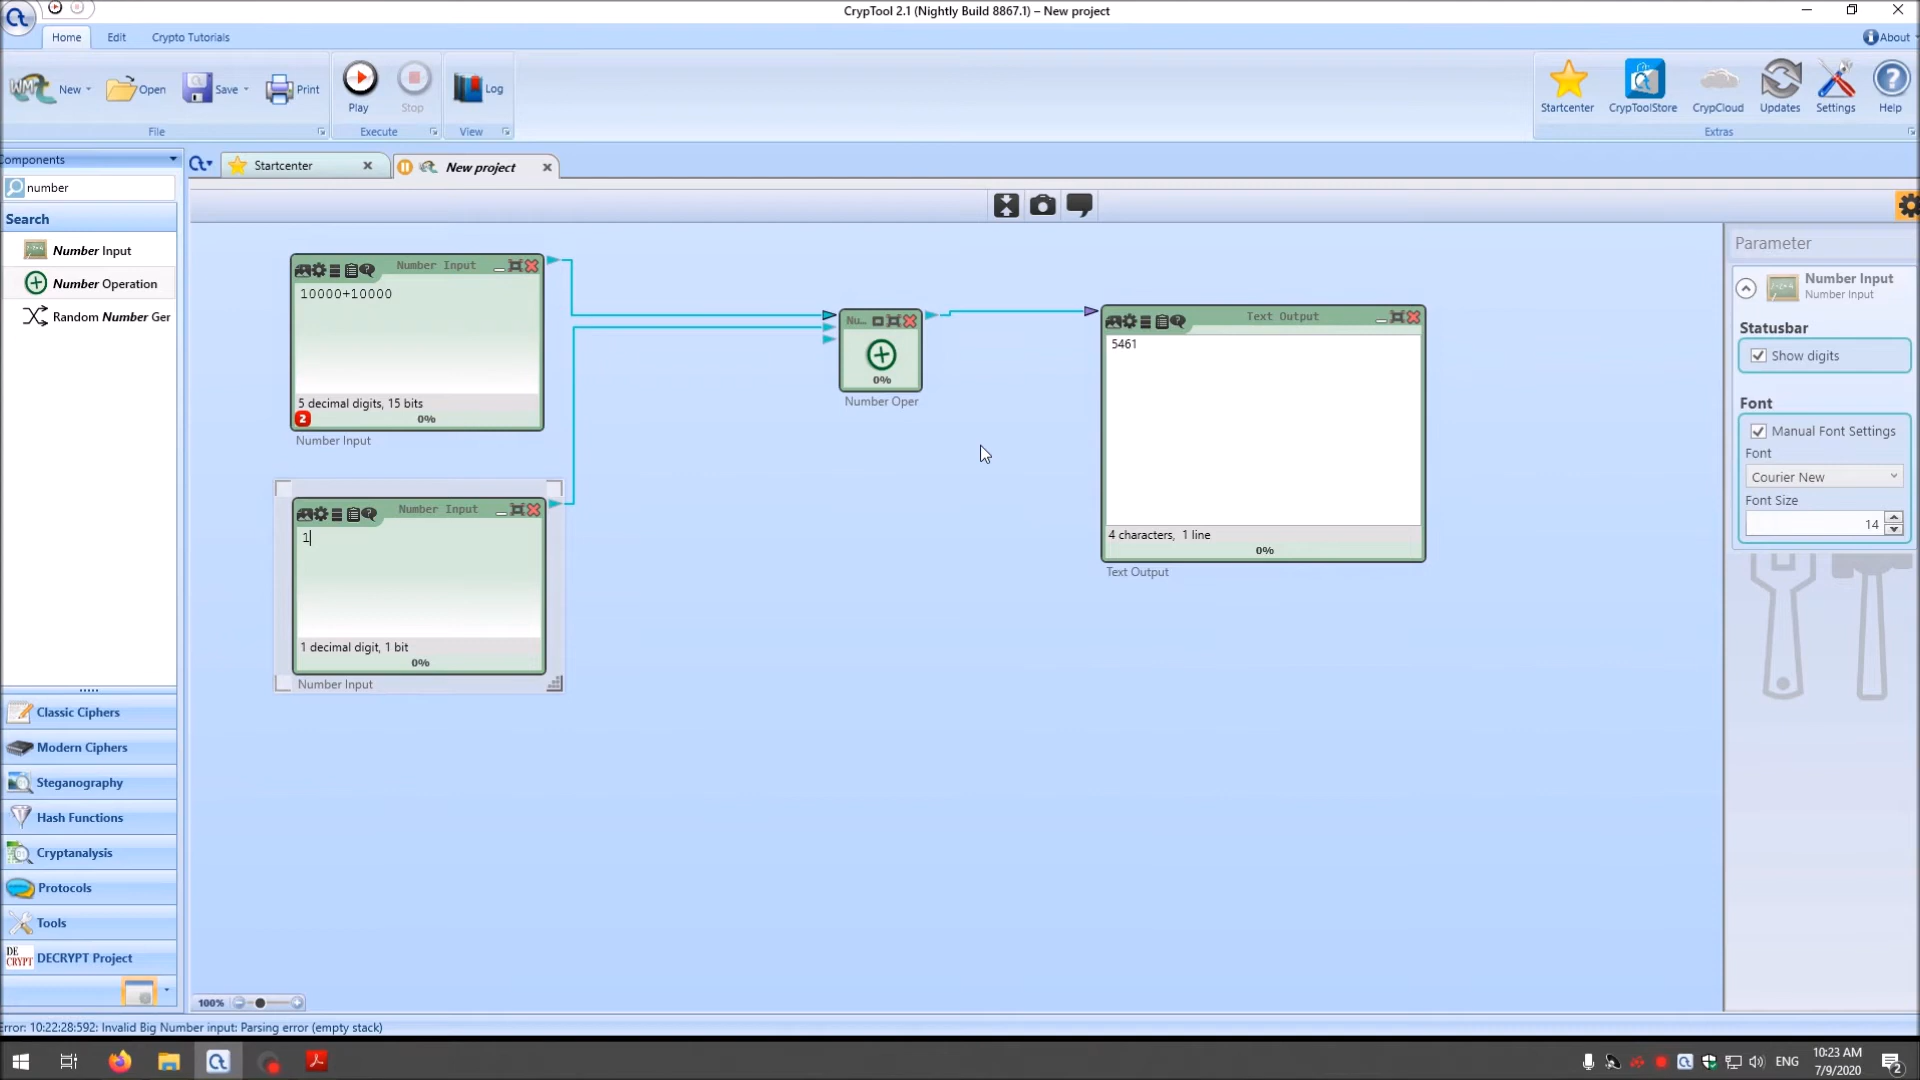 CrypTool 2.1 (Nightly Build 8867.1) – New project
Home Edit Crypto Tutorials About
New Open Save Print Play Stop Log Startcenter CrypToolStore CrypCloud Updates Settings Help
File Execute View Extras
Components
Startcenter New project
number
Search
Number Input
Number Operation
Random Number Ger
Parameter
Number Input
Number Input
Statusbar
Show digits
Font
Manual Font Settings
Font
Courier New
Font Size
14
Number Input
10000+10000
5 decimal digits, 15 bits
2 0%
Number Input
Nu...
0%
Number Oper
Text Output
5461
4 characters, 1 line
0%
Text Output
Number Input
1
1 decimal digit, 1 bit
0%
Number Input
Classic Ciphers
Modern Ciphers
Steganography
Hash Functions
Cryptanalysis
Protocols
Tools
DE CRYPT DECRYPT Project
100%
Error: 10:22:28:592: Invalid Big Number input: Parsing error (empty stack)
ENG 10:23 AM
7/9/2020
2